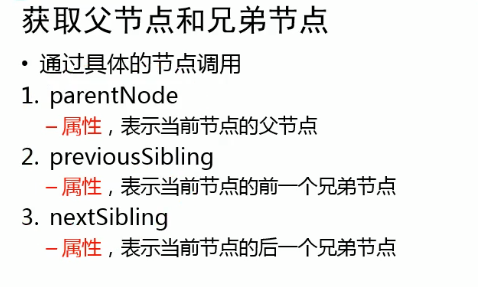 获取父节点和兄弟节点
• 通过具体的节点调用
1. parentNode
– 属性，表示当前节点的父节点
2. previousSibling
– 属性，表示当前节点的前一个兄弟节点
3. nextSibling
– 属性，表示当前节点的后一个兄弟节点